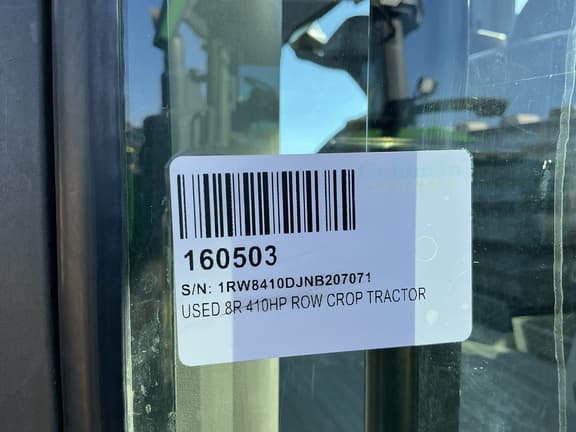 160503
S/N: 1RW8410DJNB207071
USED 8R 410HP ROW CROP TRACTOR